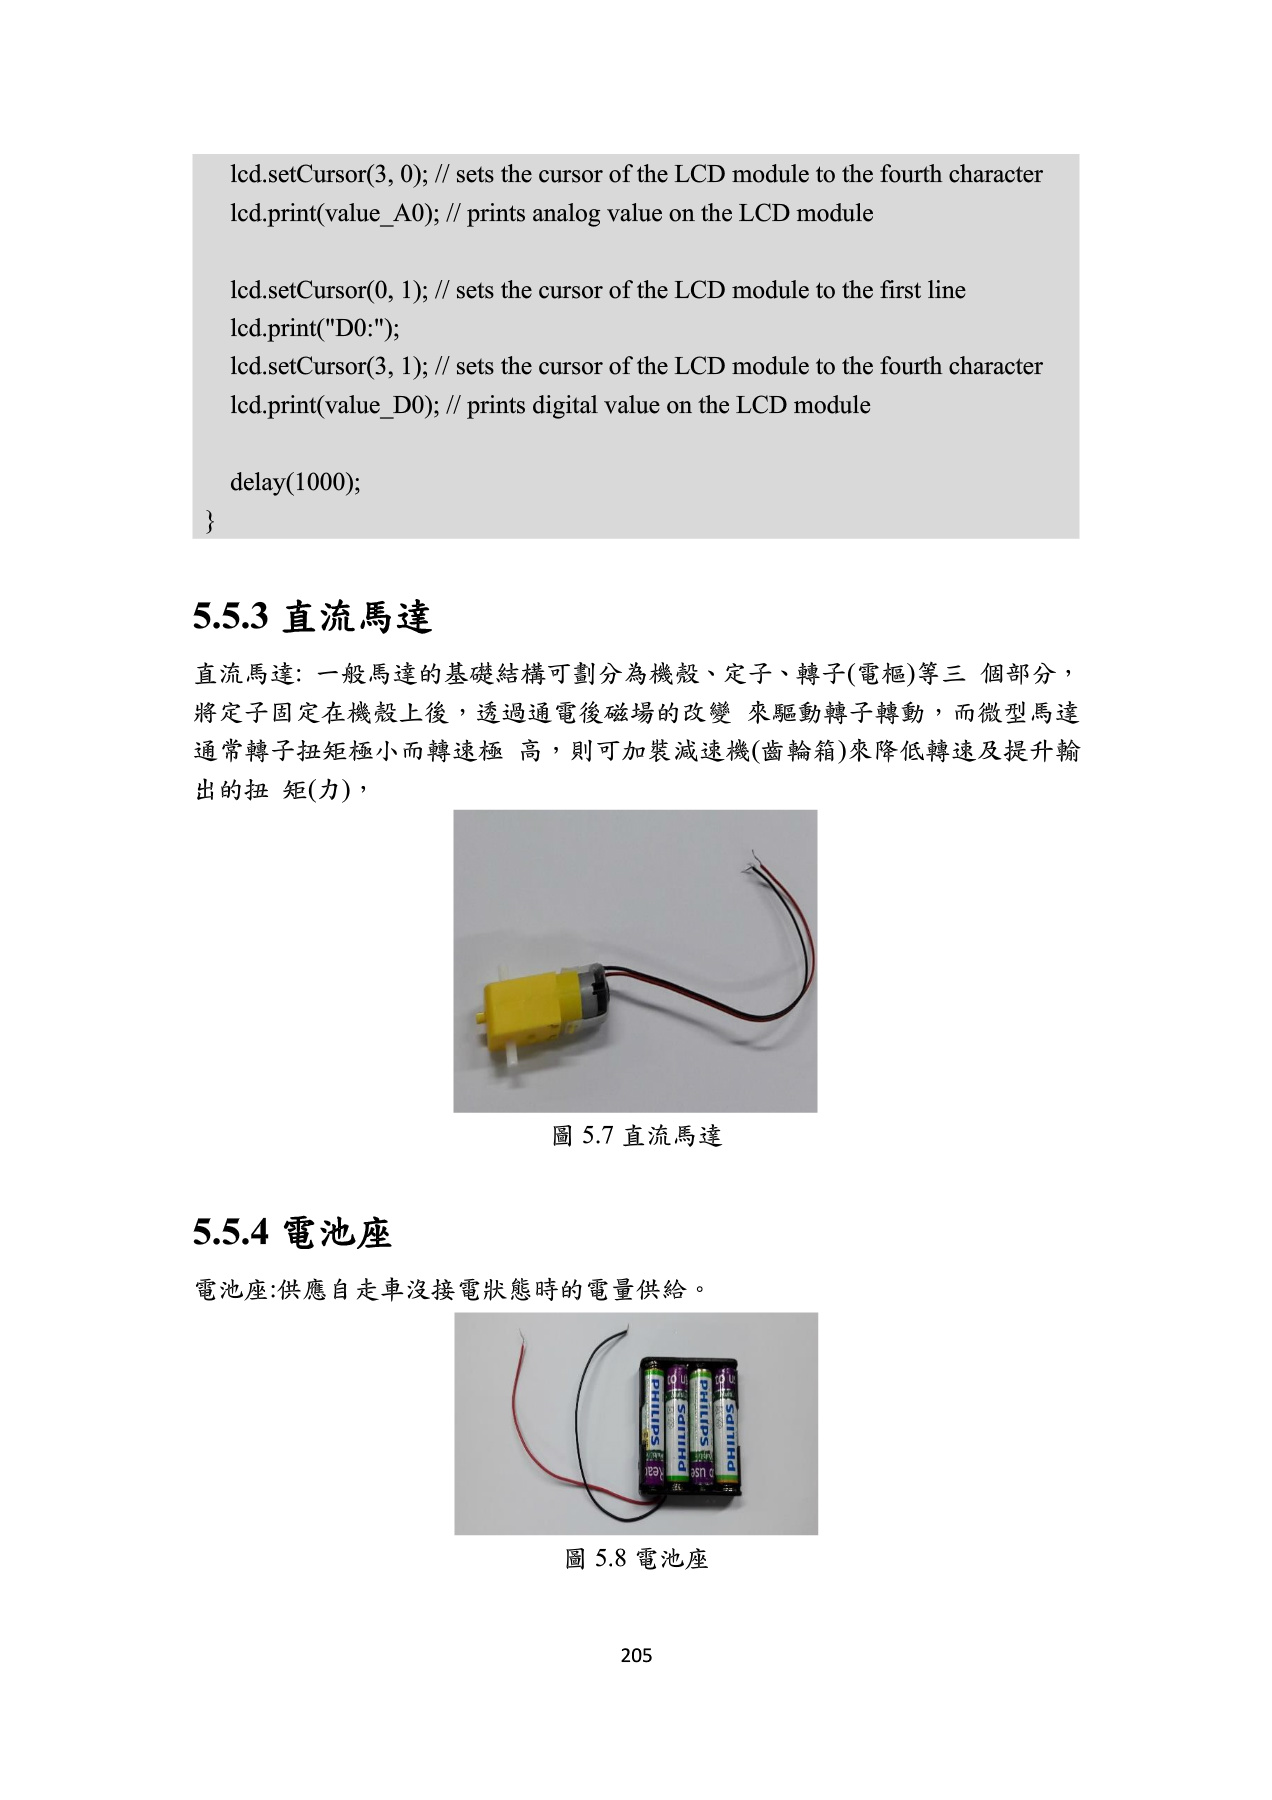 lcd.setCursor(3, 0); // sets the cursor of the LCD module to the fourth character
lcd.print(value_A0); // prints analog value on the LCD module
lcd.setCursor(0, 1); // sets the cursor of the LCD module to the first line
lcd.print("D0:");
lcd.setCursor(3, 1); // sets the cursor of the LCD module to the fourth character
lcd.print(value_D0); // prints digital value on the LCD module
delay(1000);
}
5.5.3 直流馬達
直流馬達: 一般馬達的基礎結構可劃分為機殼、定子、轉子(電樞)等三 個部分，
將定子固定在機殼上後，透過通電後磁場的改變 來驅動轉子轉動，而微型馬達
通常轉子扭矩極小而轉速極 高，則可加裝減速機(齒輪箱)來降低轉速及提升輸
出的扭 矩(力)，
圖 5.7 直流馬達
5.5.4 電池座
電池座:供應自走車沒接電狀態時的電量供給。
PHILIPS
PHILIPS
PHILIPS
PHILIPS
圖 5.8 電池座
205